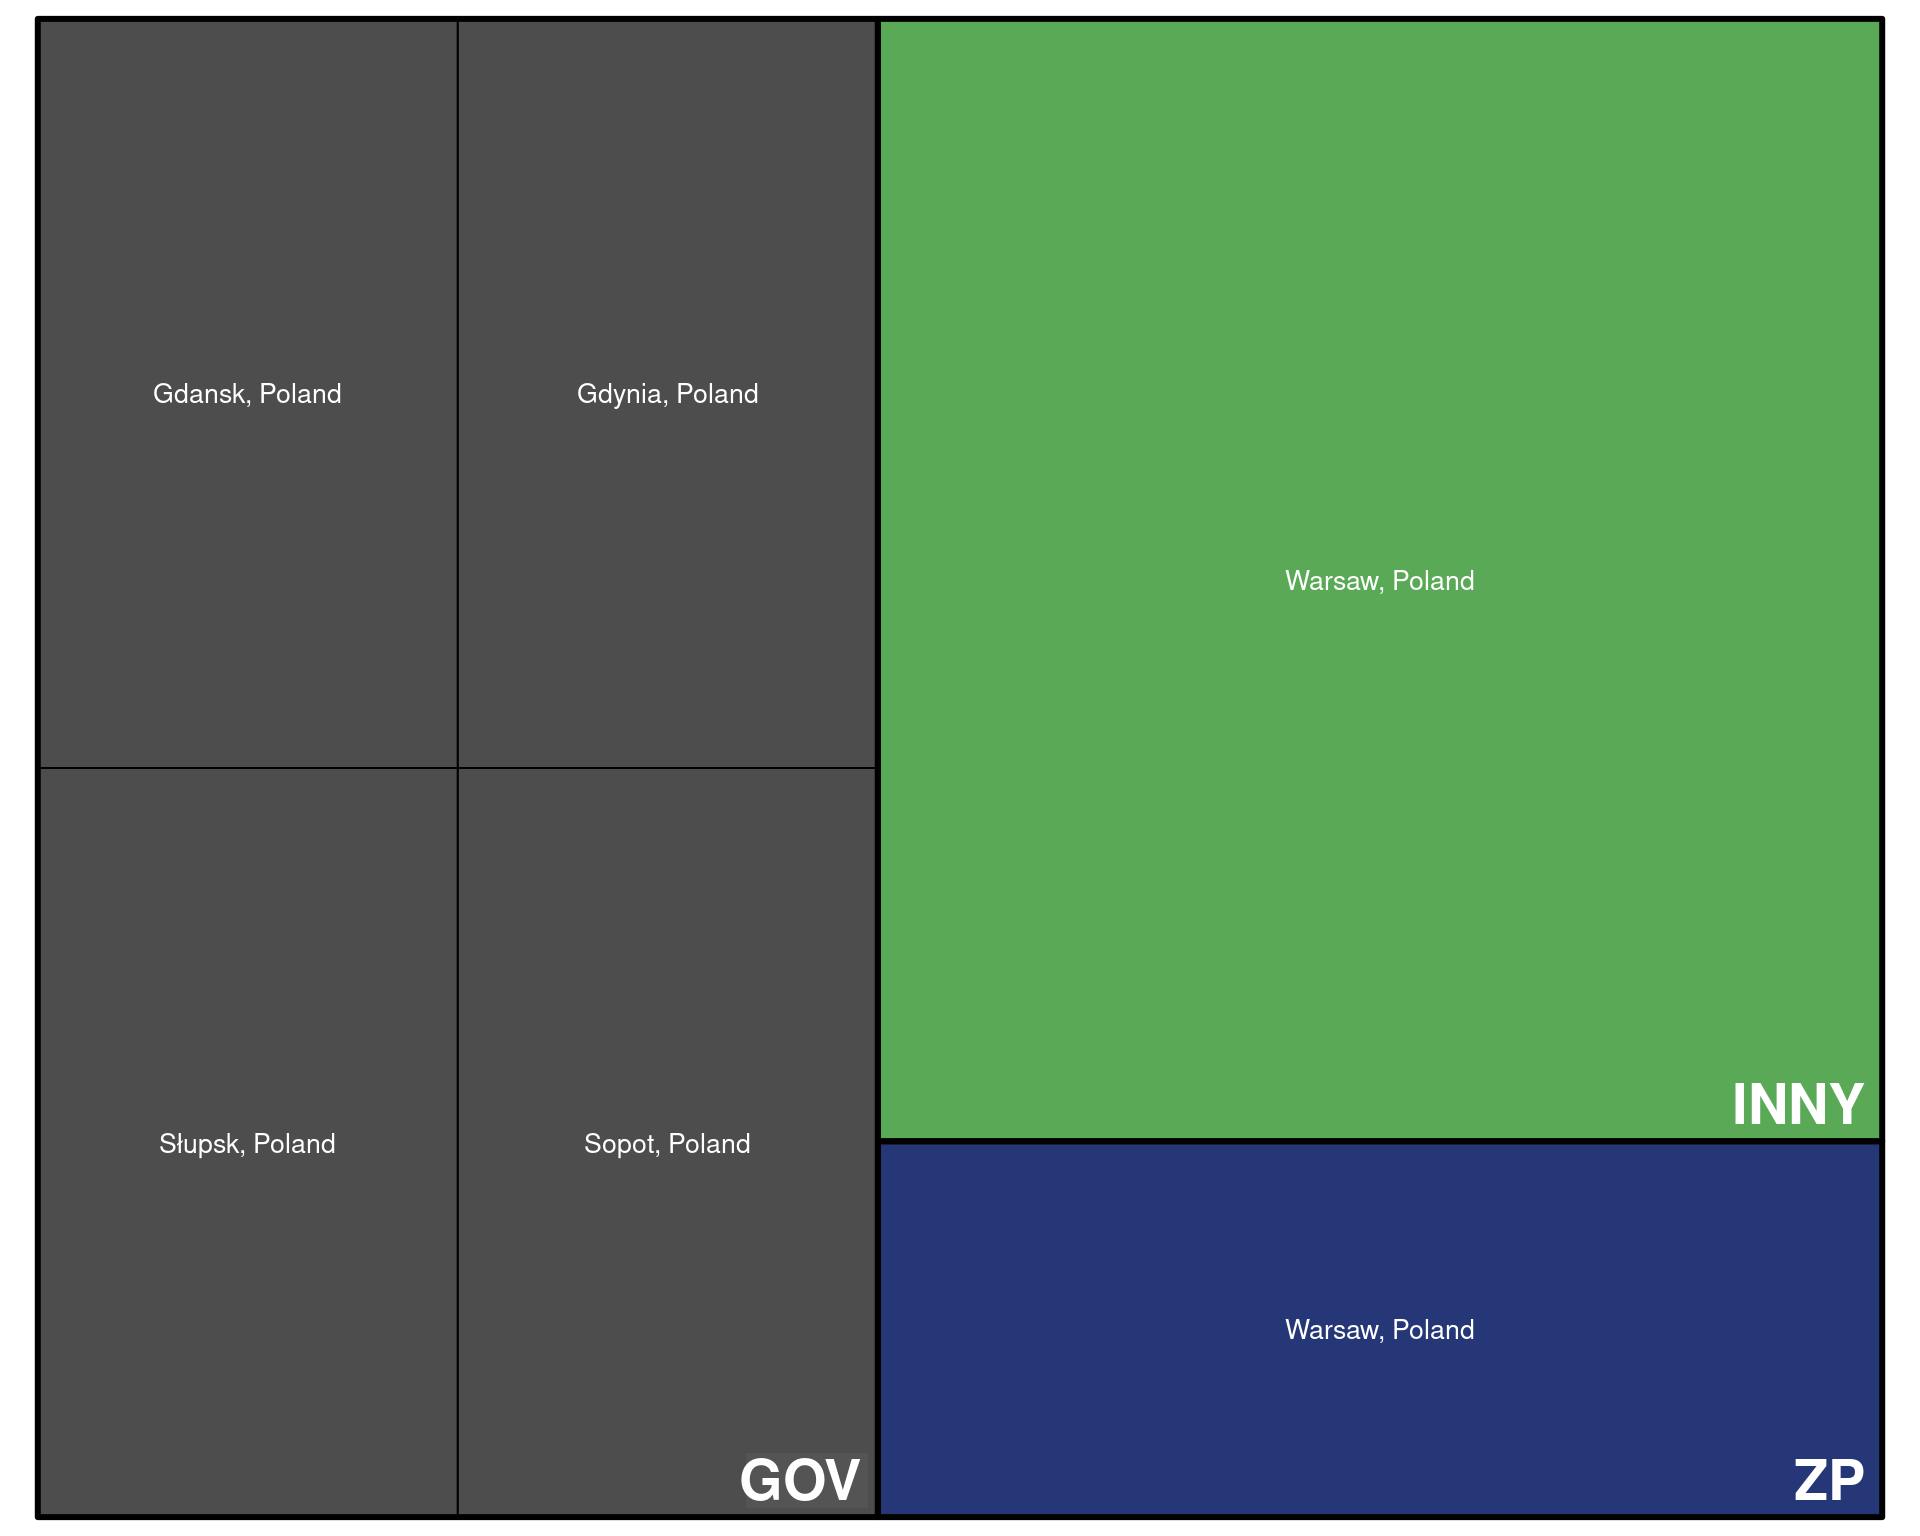 Gdansk, Poland
Gdynia, Poland
Słupsk, Poland
Sopot, Poland
GOV
Warsaw, Poland
INNY
Warsaw, Poland
ZP